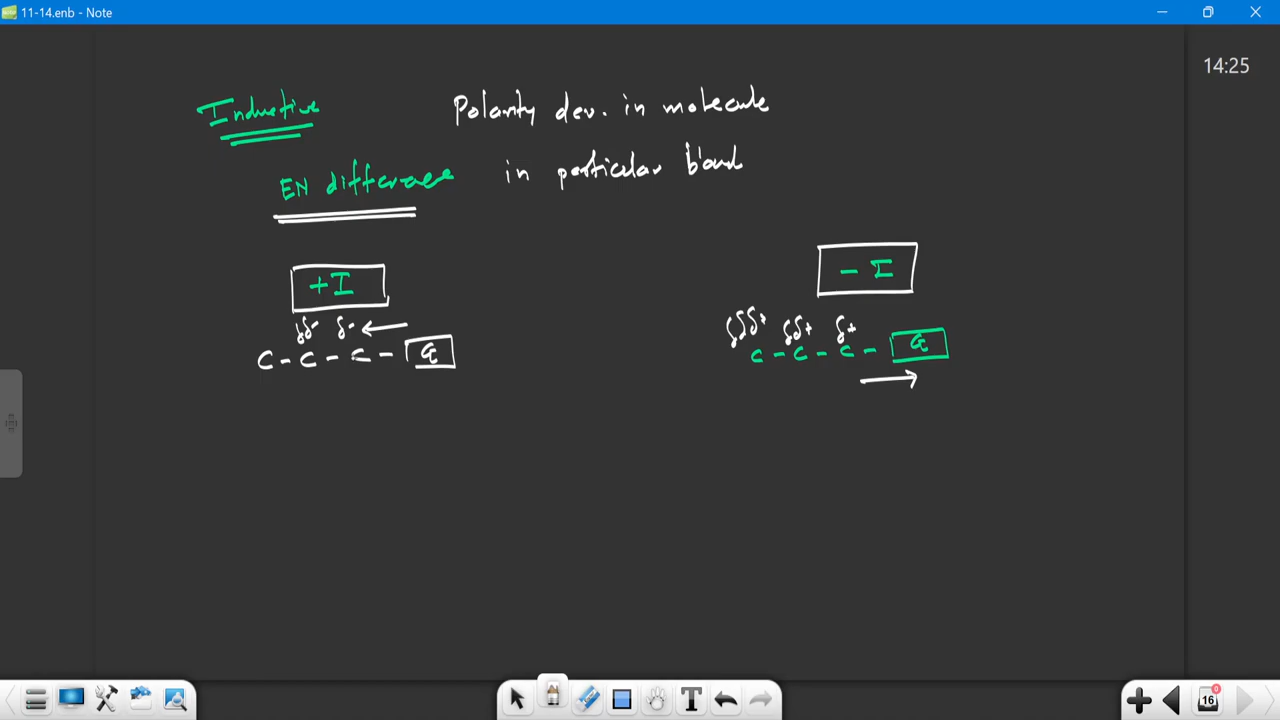 11-14.enb - Note
14:25
Inductive
Polarity dev. in molecule
EN difference
in particular bond
+I
- I
δδ- δ-
C - C - C - G
δδδ+ δδ+ δ+
C - C - C - G
T
16
0